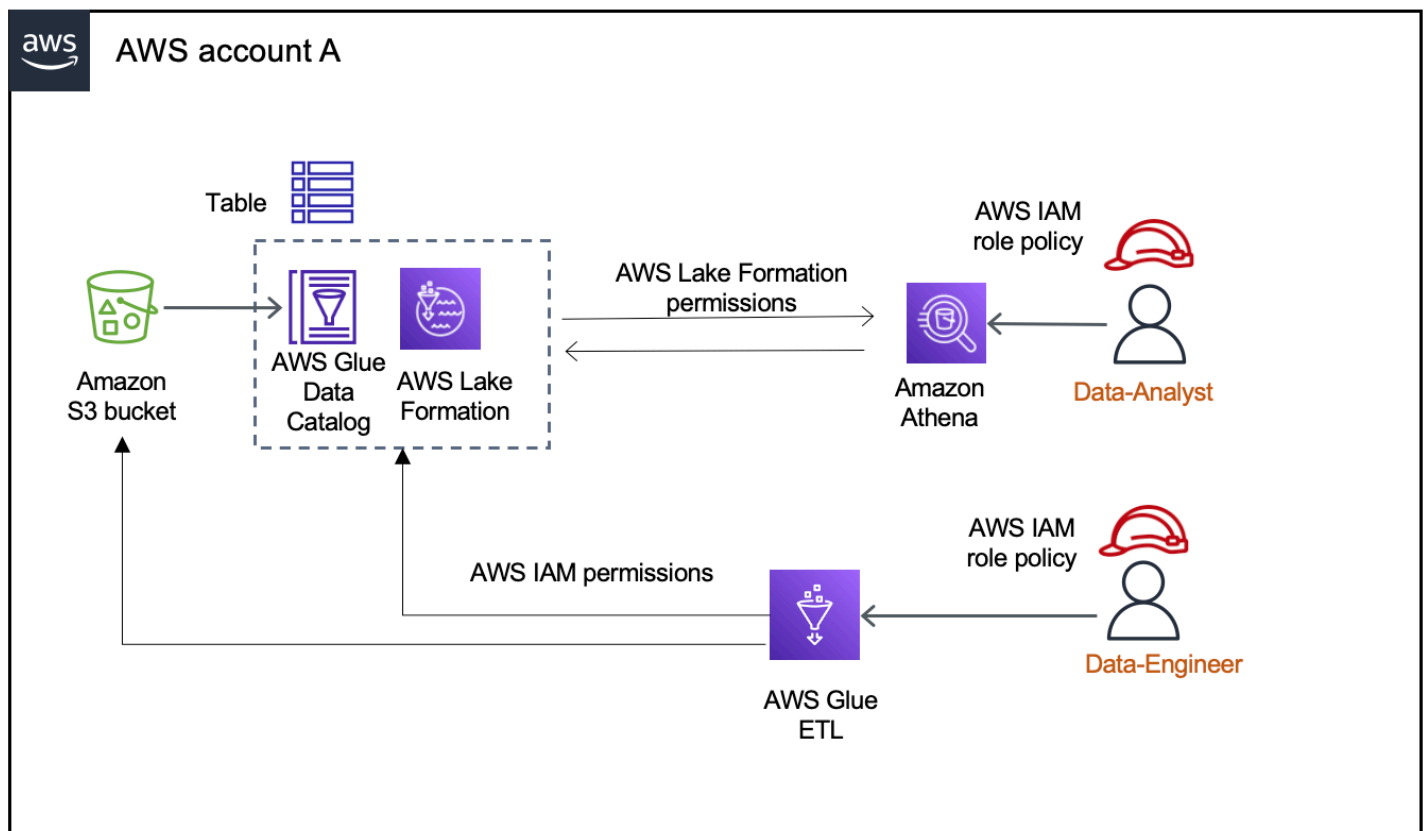 aws
AWS account A
Table
AWS IAM
role policy
AWS Lake Formation
permissions
Amazon
S3 bucket
AWS Glue
Data
Catalog
AWS Lake
Formation
Amazon
Athena
Data-Analyst
AWS IAM
role policy
AWS IAM permissions
Data-Engineer
AWS Glue
ETL